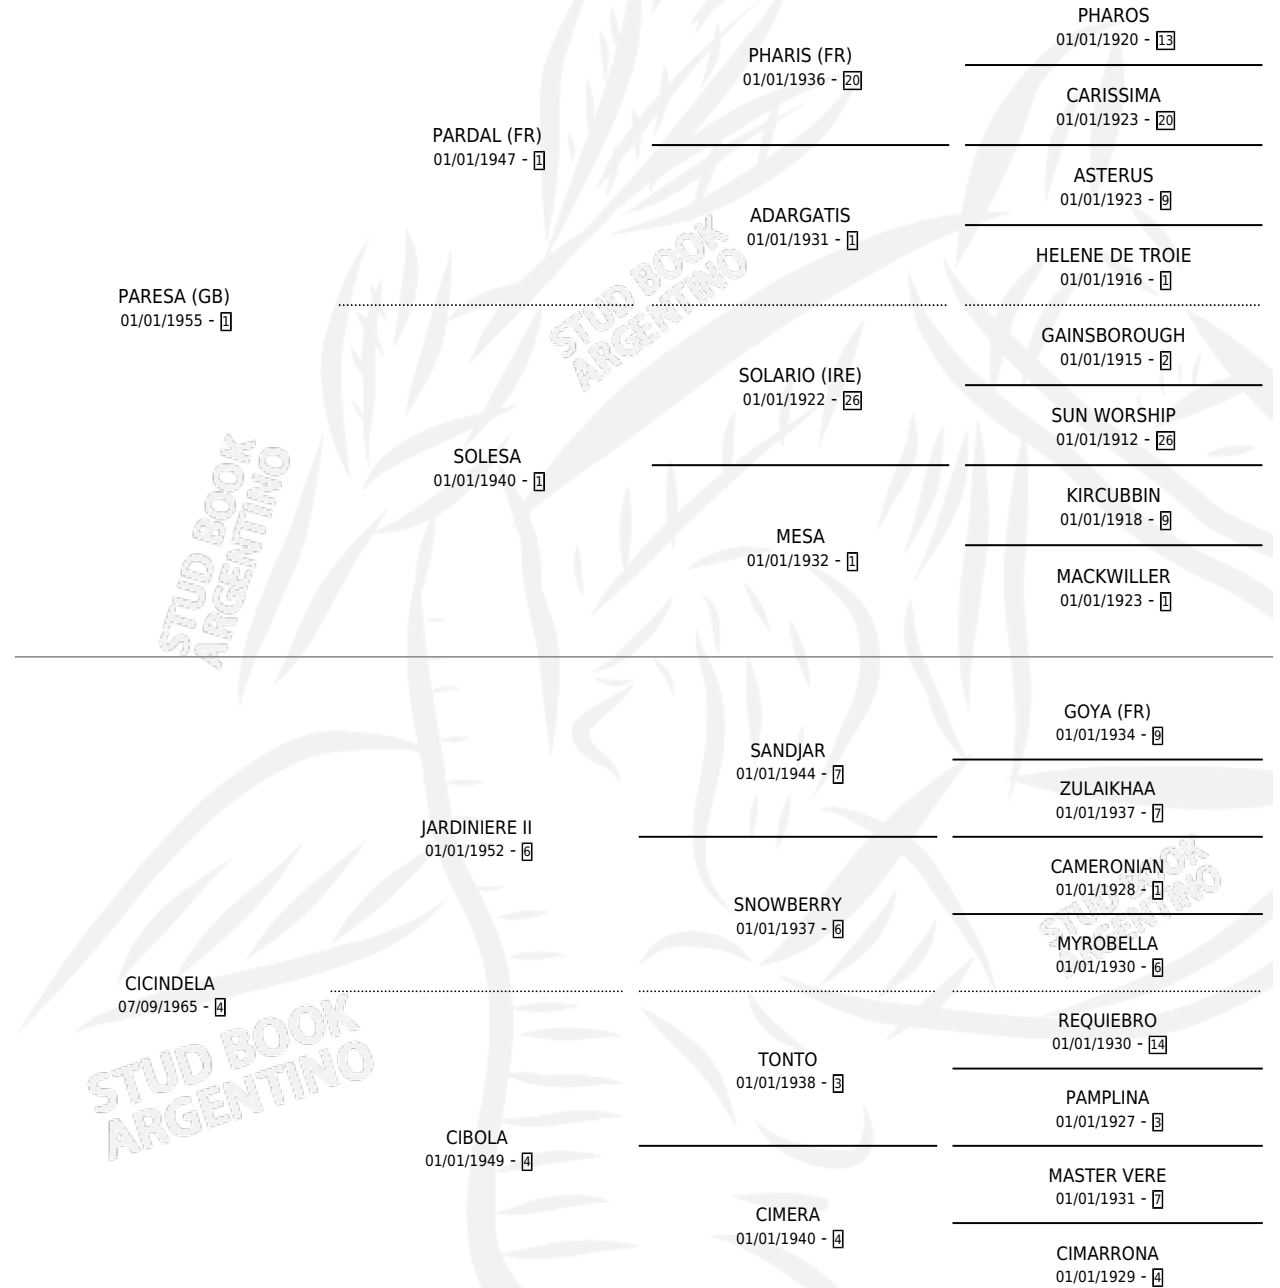 PHAROS
01/01/1920 - 13
PHARIS (FR)
01/01/1936 - 20
CARISSIMA
01/01/1923 - 20
PARDAL (FR)
01/01/1947 - 1
ASTERUS
01/01/1923 - 9
ADARGATIS
01/01/1931 - 1
HELENE DE TROIE
01/01/1916 - 1
PARESA (GB)
01/01/1955 - 1
STUD BOOK
ARGENTINO
GAINSBOROUGH
01/01/1915 - 2
SOLARIO (IRE)
01/01/1922 - 26
SUN WORSHIP
01/01/1912 - 26
SOLESA
01/01/1940 - 1
KIRCUBBIN
01/01/1918 - 9
MESA
01/01/1932 - 1
MACKWILLER
01/01/1923 - 1
STUD BOOK
ARGENTINO
GOYA (FR)
01/01/1934 - 9
SANDJAR
01/01/1944 - 7
ZULAIKHAA
01/01/1937 - 7
JARDINIERE II
01/01/1952 - 6
CAMERONIAN
01/01/1928 - 1
SNOWBERRY
01/01/1937 - 6
MYROBELLA
01/01/1930 - 6
STUD BOOK
ARGENTINO
CICINDELA
07/09/1965 - 4
REQUIEBRO
01/01/1930 - 14
TONTO
01/01/1938 - 3
PAMPLINA
01/01/1927 - 3
STUD BOOK
ARGENTINO
CIBOLA
01/01/1949 - 4
MASTER VERE
01/01/1931 - 7
CIMERA
01/01/1940 - 4
CIMARRONA
01/01/1929 - 4